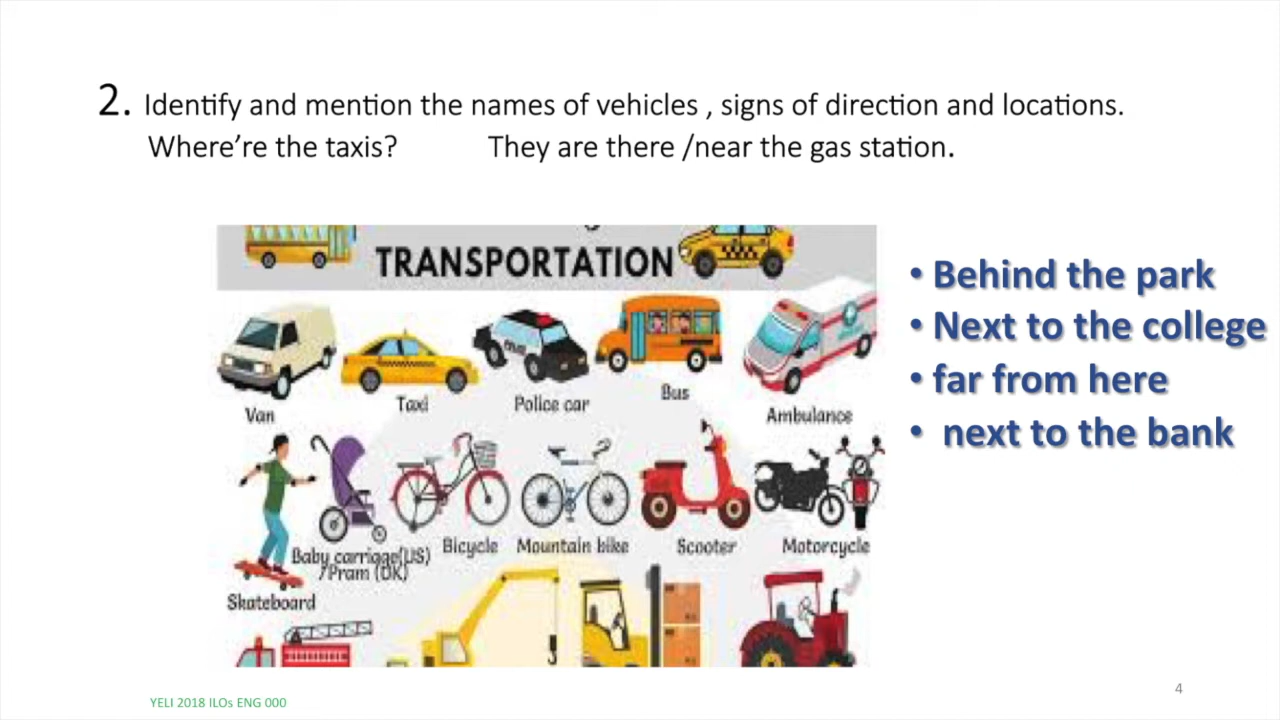 2. Identify and mention the names of vehicles , signs of direction and locations.
Where’re the taxis? They are there /near the gas station.
TRANSPORTATION
Van
Taxi
Police car
Bus
Ambulance
Skateboard
Baby carriage(US)
/Pram (UK)
Bicycle
Mountain bike
Scooter
Motorcycle
• Behind the park
• Next to the college
• far from here
• next to the bank
YELI 2018 ILOs ENG 000
4